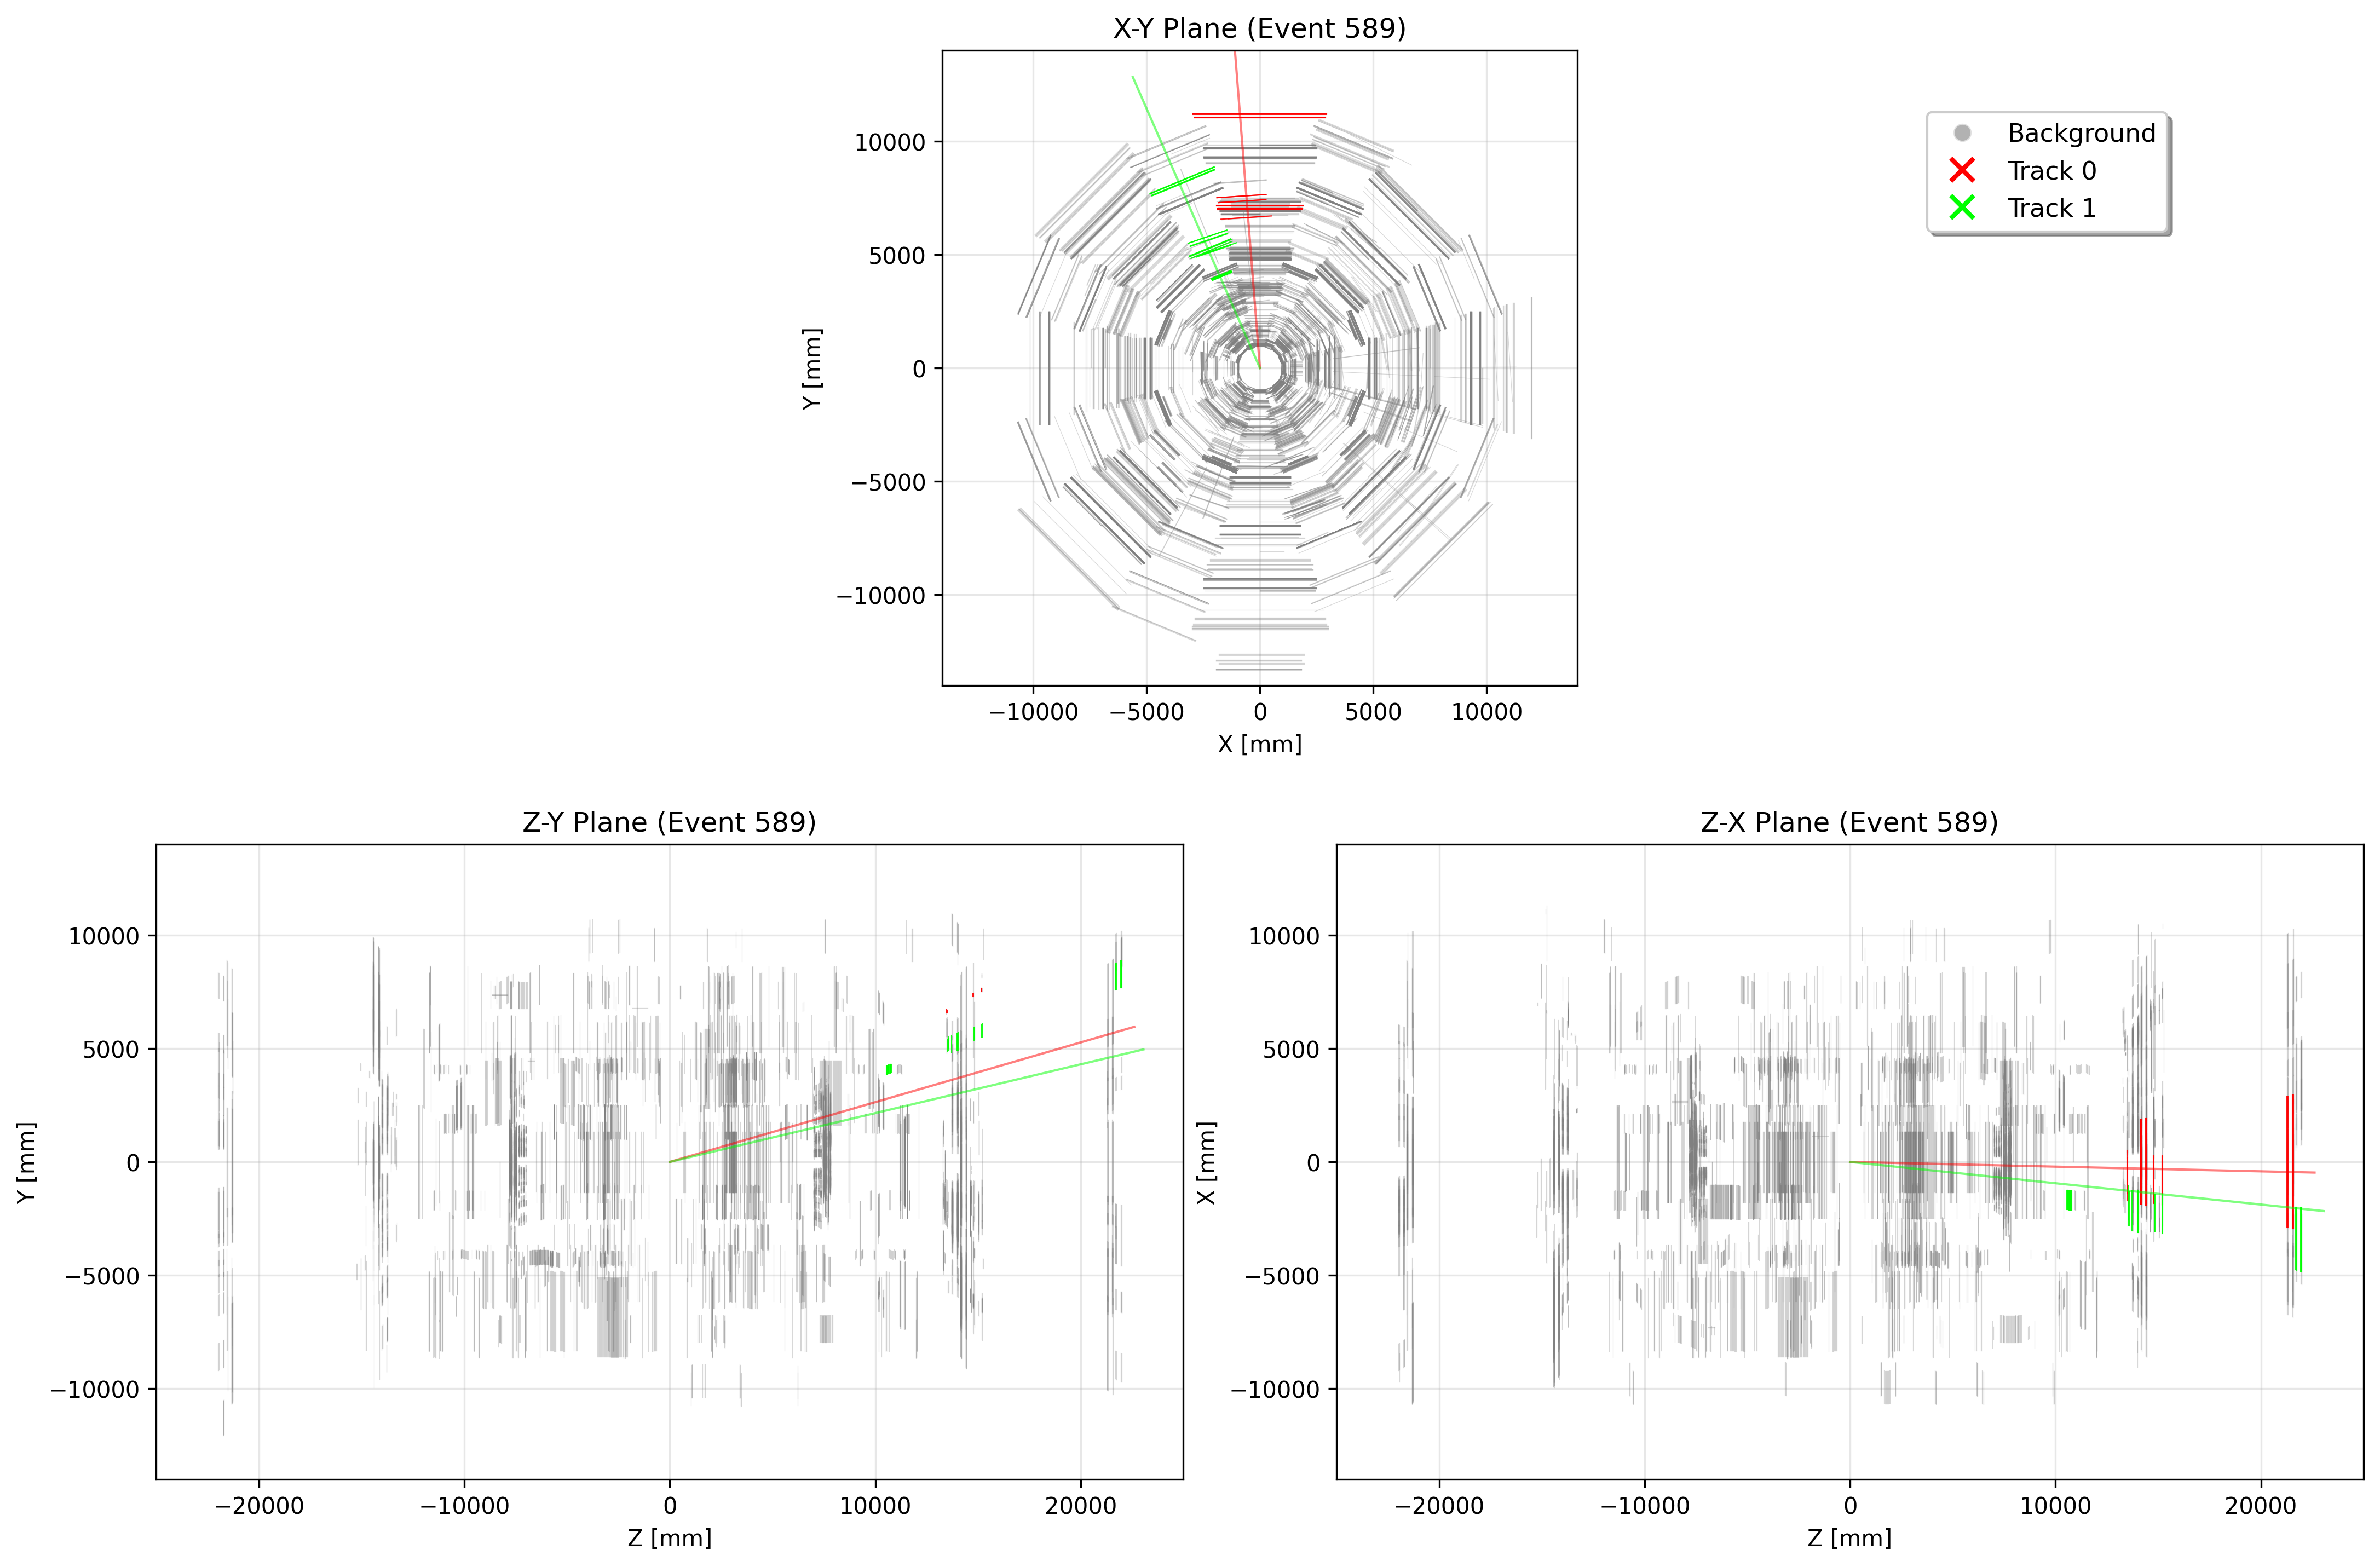 X-Y Plane (Event 589)
Background
Track 0
Track 1
10000
5000
0
−5000
−10000
Y [mm]
−10000 −5000 0 5000 10000
X [mm]
Z-Y Plane (Event 589)
10000
5000
0
−5000
−10000
Y [mm]
−20000 −10000 0 10000 20000
Z [mm]
Z-X Plane (Event 589)
10000
5000
0
−5000
−10000
X [mm]
−20000 −10000 0 10000 20000
Z [mm]